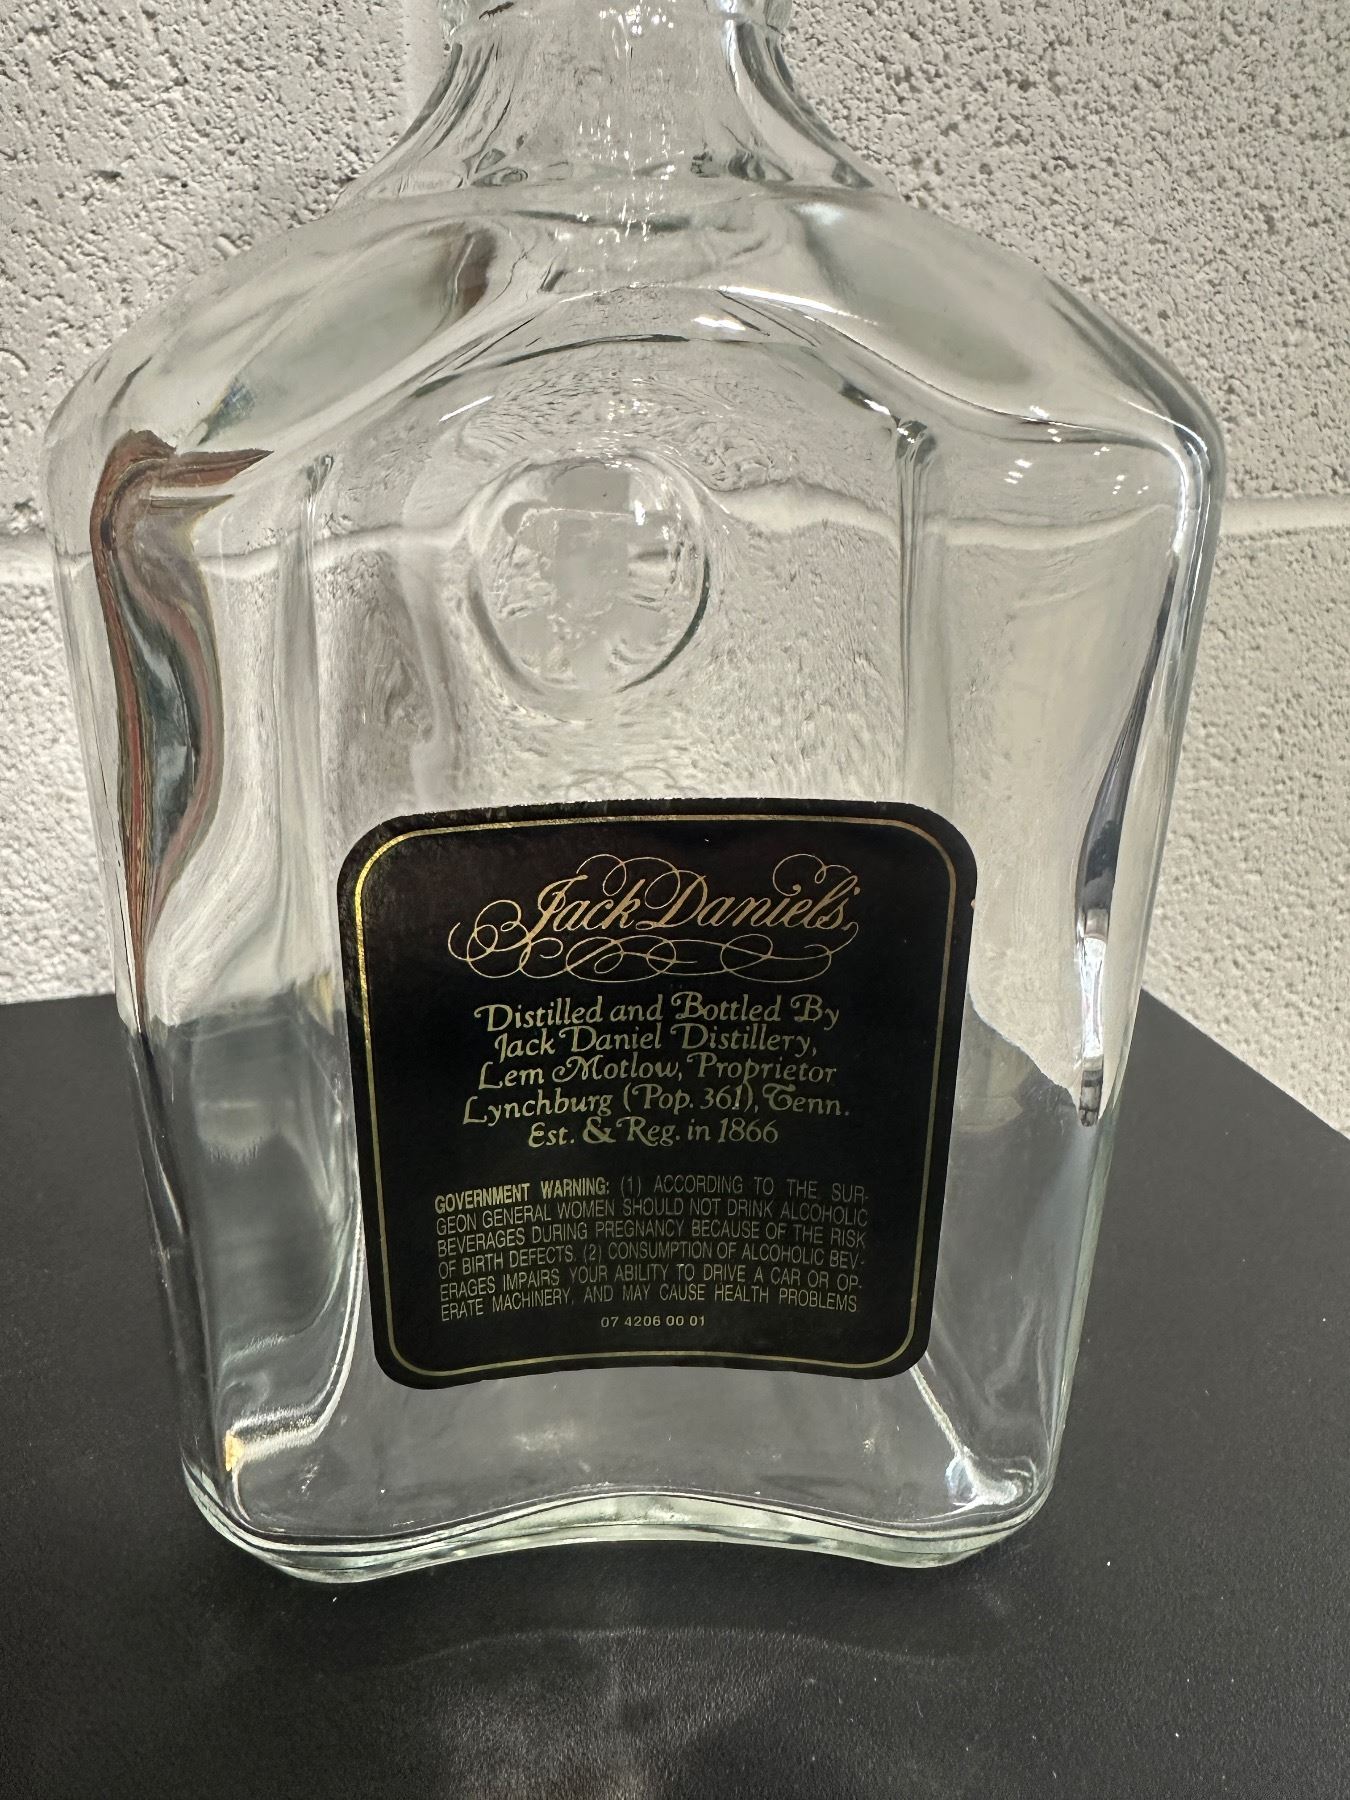 Jack Daniel's
Distilled and Bottled By
Jack Daniel Distillery,
Lem Motlow, Proprietor
Lynchburg (Pop. 361), Tenn.
Est. & Reg. in 1866
GOVERNMENT WARNING: (1) ACCORDING TO THE SUR-
GEON GENERAL WOMEN SHOULD NOT DRINK ALCOHOLIC
BEVERAGES DURING PREGNANCY BECAUSE OF THE RISK
OF BIRTH DEFECTS. (2) CONSUMPTION OF ALCOHOLIC BEV-
ERAGES IMPAIRS YOUR ABILITY TO DRIVE A CAR OR OP-
ERATE MACHINERY, AND MAY CAUSE HEALTH PROBLEMS.
07 4206 00 01